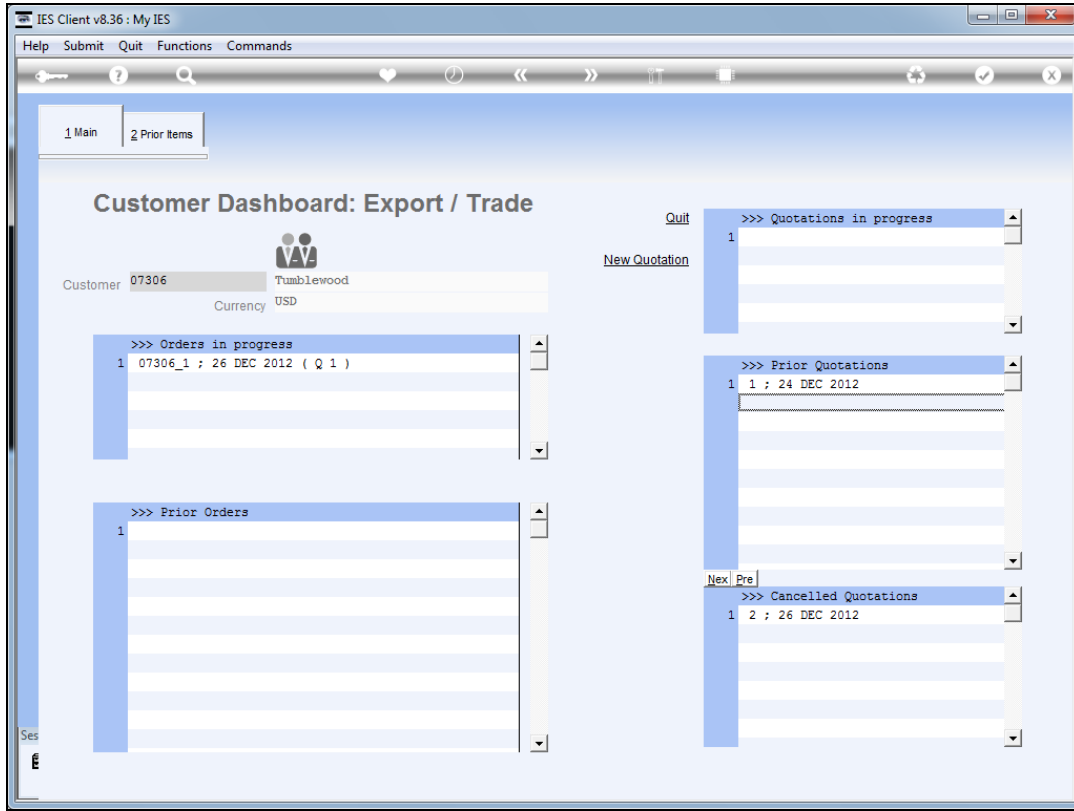 IES Client v8.36 : My IES
Help Submit Quit Functions Commands
1 Main
2 Prior Items
Customer Dashboard: Export / Trade
Customer 07306 Tumblewood
Currency USD
Quit
New Quotation
>>> Quotations in progress
1
>>> Orders in progress
1 07306_1 ; 26 DEC 2012 ( Q 1 )
>>> Prior Quotations
1 1 ; 24 DEC 2012
>>> Prior Orders
1
Nex Pre
>>> Cancelled Quotations
1 2 ; 26 DEC 2012
Ses